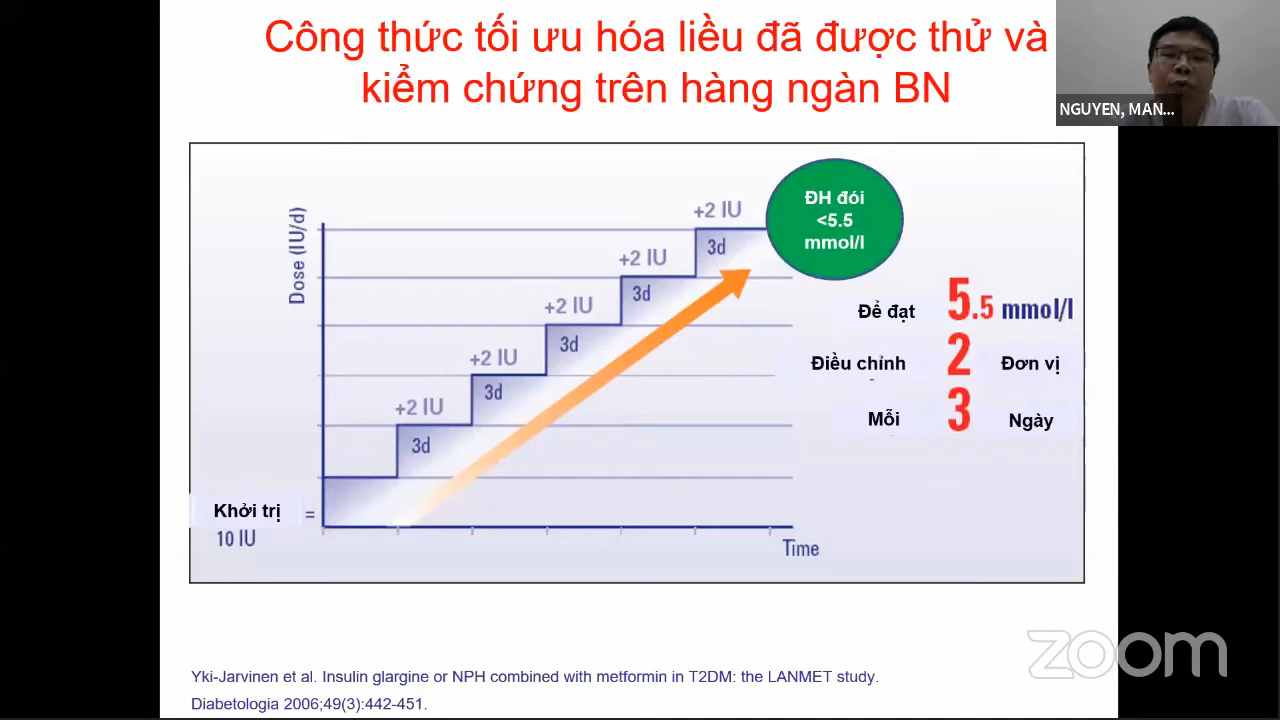 Công thức tối ưu hóa liều đã được thử và
kiểm chứng trên hàng ngàn BN
NGUYEN, MAN...
Dose (IU/d)
+2 IU
3d
+2 IU
3d
+2 IU
3d
+2 IU
3d
+2 IU
3d
ĐH đói
<5.5
mmol/l
Để đạt 5.5 mmol/l
Điều chỉnh 2 Đơn vị
Mỗi 3 Ngày
Khởi trị =
10 IU
Time
zoom
Yki-Jarvinen et al. Insulin glargine or NPH combined with metformin in T2DM: the LANMET study.
Diabetologia 2006;49(3):442-451.